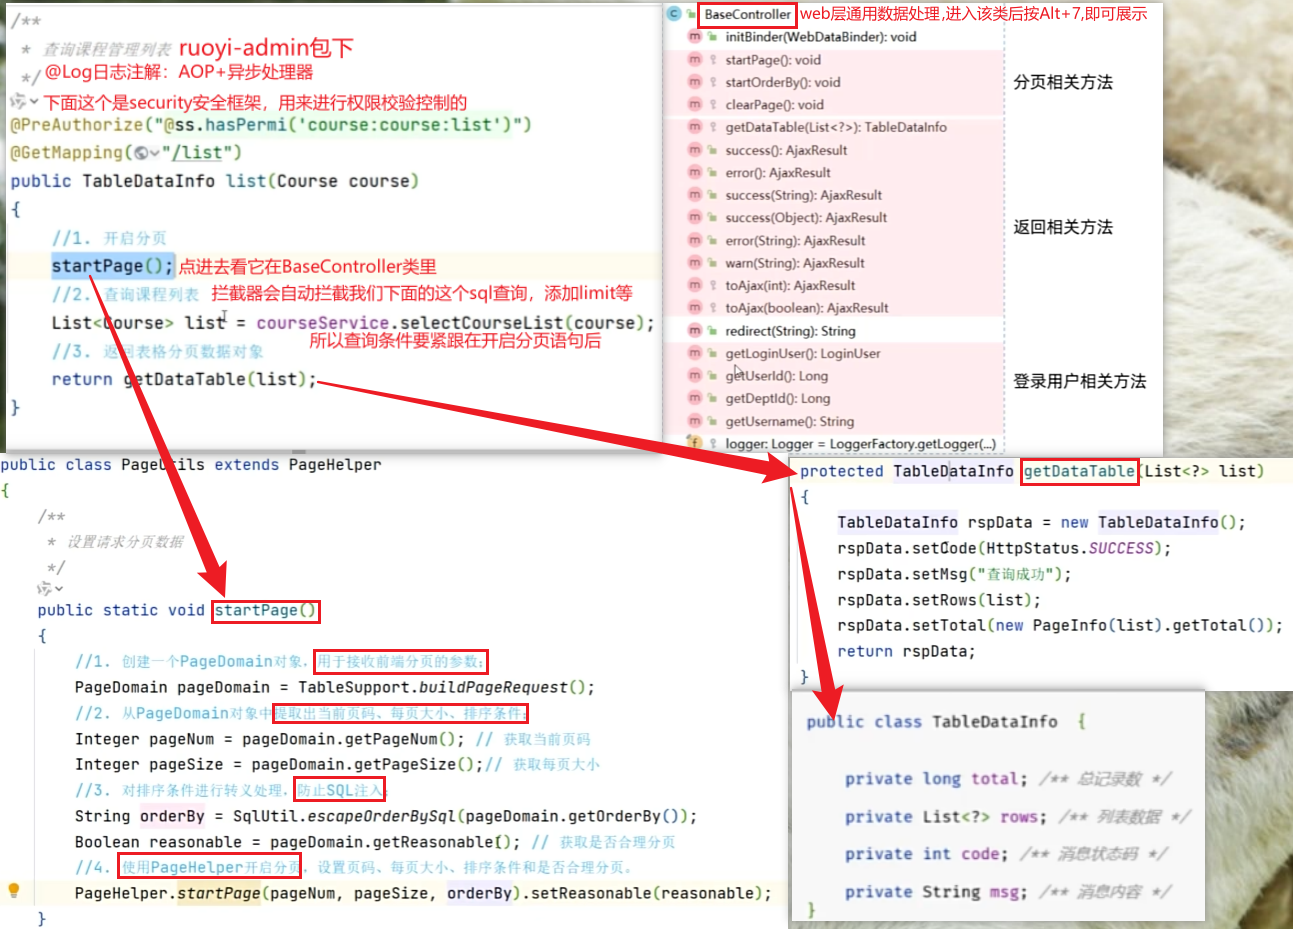 /**
* 查询课程管理列表 ruoyi-admin包下
*/ @Log日志注解：AOP+异步处理器
下面这个是security安全框架，用来进行权限校验控制的
@PreAuthorize("@ss.hasPermi('course:course:list')")
@GetMapping("/list")
public TableDataInfo list(Course course)
{
//1. 开启分页
startPage(); 点进去看它在BaseController类里
//2. 查询课程列表 拦截器会自动拦截我们下面的这个sql查询，添加limit等
List<Course> list = courseService.selectCourseList(course);
所以查询条件要紧跟在开启分页语句后
//3. 返回表格分页数据对象
return getDataTable(list);
}
BaseController web层通用数据处理,进入该类后按Alt+7,即可展示
initBinder(WebDataBinder): void
startPage(): void
startOrderBy(): void
clearPage(): void
分页相关方法
getDataTable(List<?>): TableDataInfo
success(): AjaxResult
error(): AjaxResult
success(String): AjaxResult
success(Object): AjaxResult
error(String): AjaxResult
warn(String): AjaxResult
toAjax(int): AjaxResult
toAjax(boolean): AjaxResult
返回相关方法
redirect(String): String
getLoginUser(): LoginUser
getUserId(): Long
getDeptId(): Long
getUsername(): String
登录用户相关方法
logger: Logger = LoggerFactory.getLogger(...)
public class PageUtils extends PageHelper
{
/**
* 设置请求分页数据
*/
public static void startPage()
{
//1. 创建一个PageDomain对象，用于接收前端分页的参数；
PageDomain pageDomain = TableSupport.buildPageRequest();
//2. 从PageDomain对象中提取出当前页码、每页大小、排序条件；
Integer pageNum = pageDomain.getPageNum(); // 获取当前页码
Integer pageSize = pageDomain.getPageSize();// 获取每页大小
//3. 对排序条件进行转义处理，防止SQL注入；
String orderBy = SqlUtil.escapeOrderBySql(pageDomain.getOrderBy());
Boolean reasonable = pageDomain.getReasonable(); // 获取是否合理分页
//4. 使用PageHelper开启分页，设置页码、每页大小、排序条件和是否合理分页。
PageHelper.startPage(pageNum, pageSize, orderBy).setReasonable(reasonable);
}
protected TableDataInfo getDataTable(List<?> list)
{
TableDataInfo rspData = new TableDataInfo();
rspData.setCode(HttpStatus.SUCCESS);
rspData.setMsg("查询成功");
rspData.setRows(list);
rspData.setTotal(new PageInfo(list).getTotal());
return rspData;
}
public class TableDataInfo {
private long total; /** 总记录数 */
private List<?> rows; /** 列表数据 */
private int code; /** 消息状态码 */
private String msg; /** 消息内容 */
}